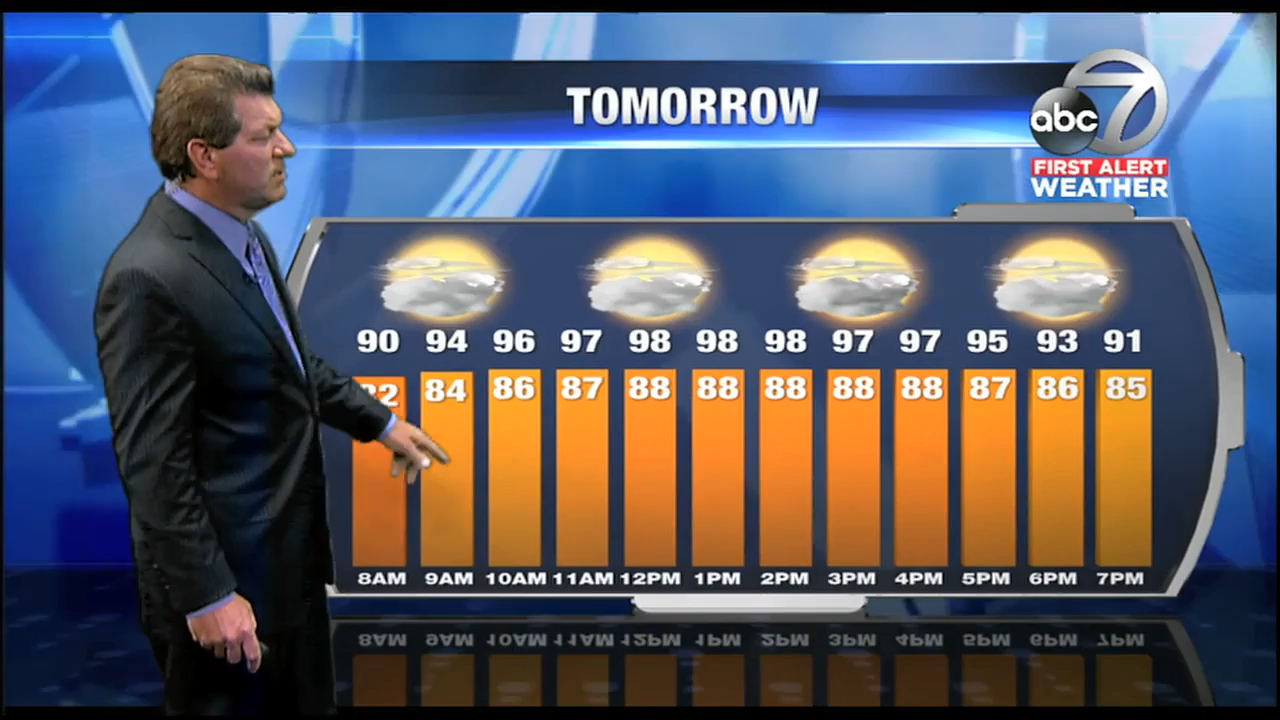 TOMORROW
abc 7
FIRST ALERT
WEATHER
90 94 96 97 98 98 98 97 97 95 93 91
84 86 87 88 88 88 88 88 87 86 85
8AM 9AM 10AM 11AM 12PM 1PM 2PM 3PM 4PM 5PM 6PM 7PM